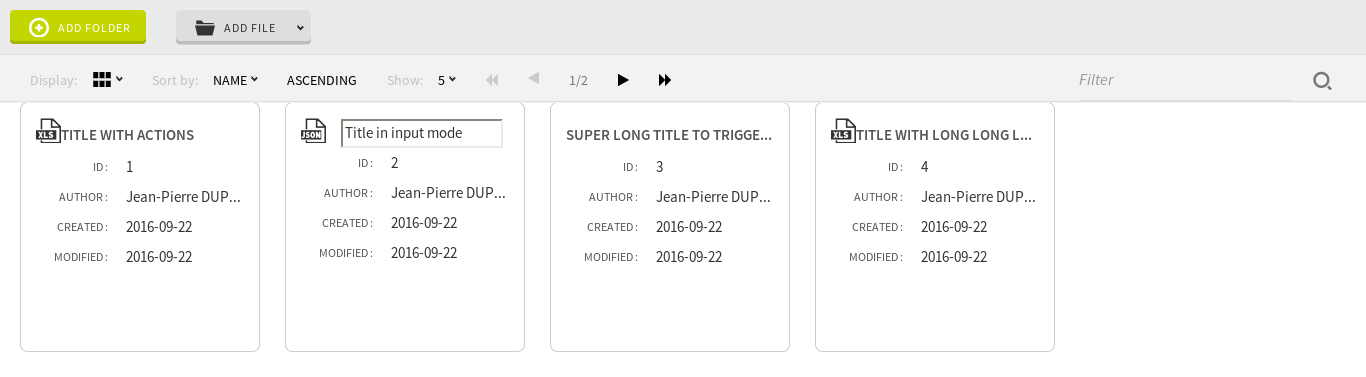 ADD FOLDER ADD FILE
Display: Sort by: NAME ASCENDING Show: 5 1/2 Filter
XLS TITLE WITH ACTIONS
ID: 1
AUTHOR: Jean-Pierre DUP...
CREATED: 2016-09-22
MODIFIED: 2016-09-22
JSON Title in input mode
ID: 2
AUTHOR: Jean-Pierre DUP...
CREATED: 2016-09-22
MODIFIED: 2016-09-22
SUPER LONG TITLE TO TRIGGE...
ID: 3
AUTHOR: Jean-Pierre DUP...
CREATED: 2016-09-22
MODIFIED: 2016-09-22
XLS TITLE WITH LONG LONG L...
ID: 4
AUTHOR: Jean-Pierre DUP...
CREATED: 2016-09-22
MODIFIED: 2016-09-22